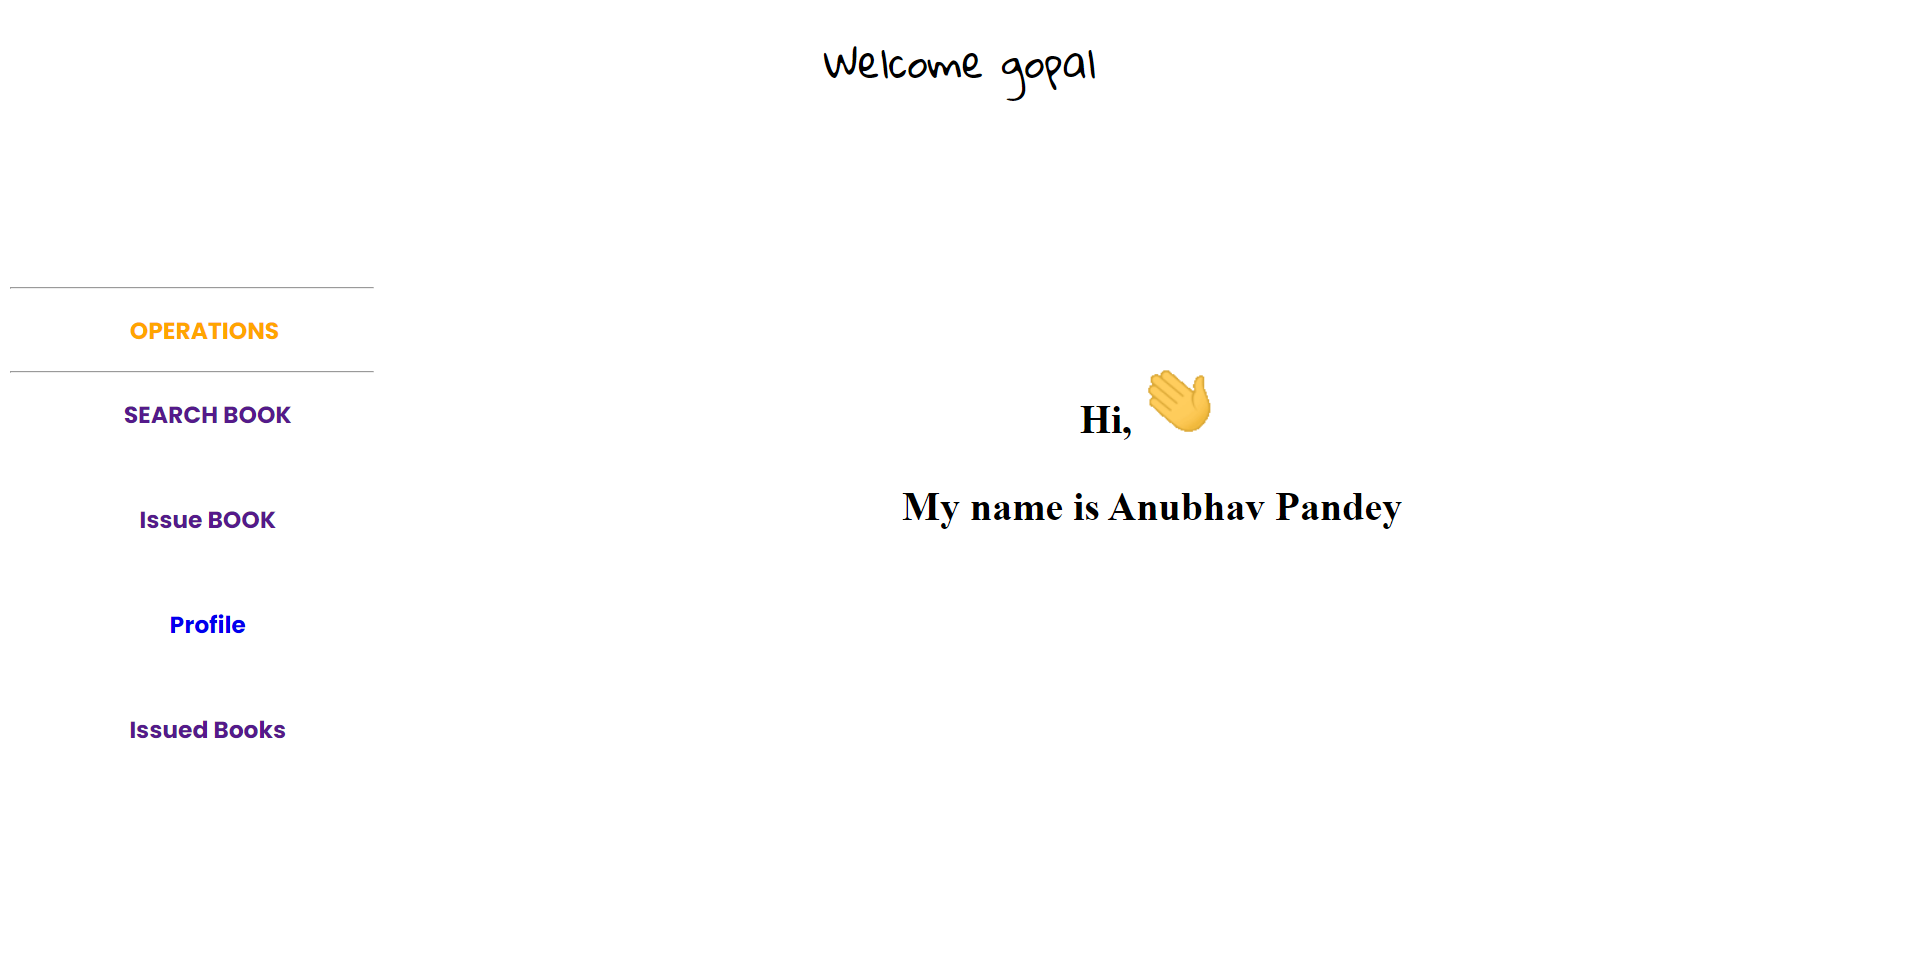 Welcome gopal
OPERATIONS
SEARCH BOOK
Issue BOOK
Profile
Issued Books
Hi,
My name is Anubhav Pandey